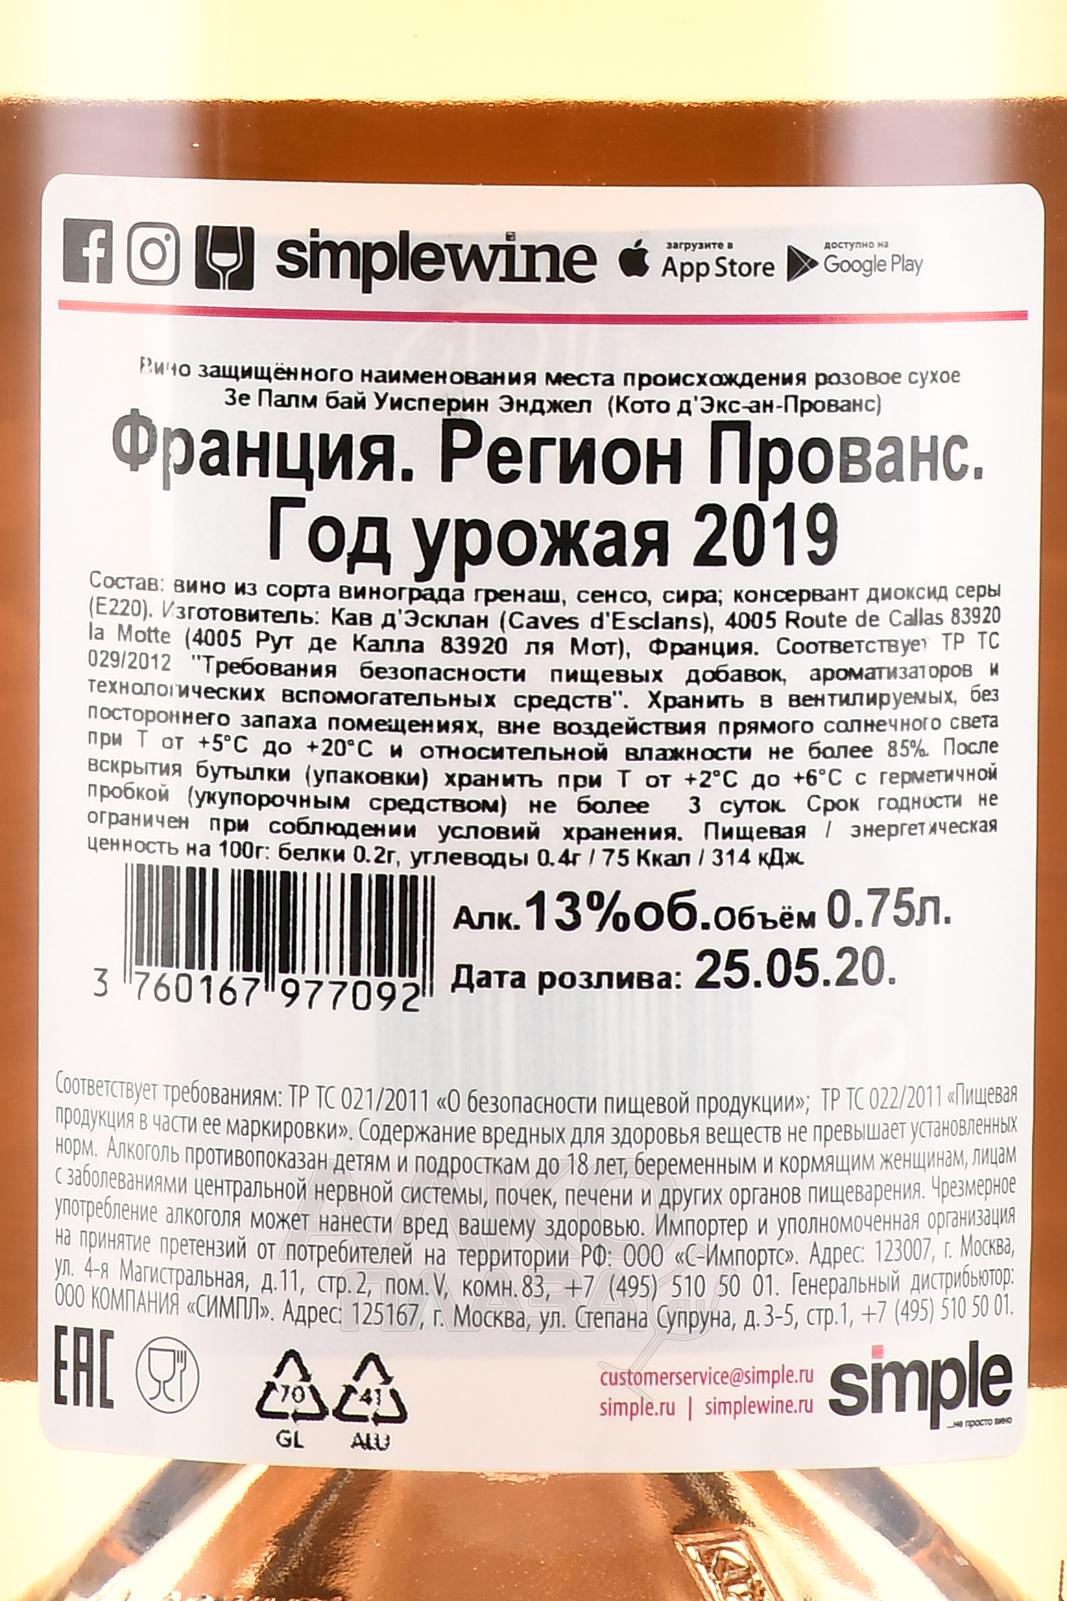 simplewine загрузите в App Store доступно на Google Play
Вино защищённого наименования места происхождения розовое сухое
Зе Палм бай Уисперин Энджел (Кото д'Экс-ан-Прованс)
Франция. Регион Прованс.
Год урожая 2019
Состав: вино из сорта винограда гренаш, сенсо, сира; консервант диоксид серы
(Е220). Изготовитель: Кав д'Эсклан (Caves d'Esclans), 4005 Route de Callas 83920
la Motte (4005 Рут де Калла 83920 ля Мот), Франция. Соответствует ТР ТС
029/2012 "Требования безопасности пищевых добавок, ароматизаторов и
технологических вспомогательных средств". Хранить в вентилируемых, без
постороннего запаха помещениях, вне воздействия прямого солнечного света
при Т от +5°С до +20°С и относительной влажности не более 85%. После
вскрытия бутылки (упаковки) хранить при Т от +2°С до +6°С с герметичной
пробкой (укупорочным средством) не более 3 суток. Срок годности не
ограничен при соблюдении условий хранения. Пищевая / энергетическая
ценность на 100г: белки 0.2г, углеводы 0.4г / 75 Ккал / 314 кДж.
Алк. 13%об. Объём 0.75л.
Дата розлива: 25.05.20.
3 760167 977092
Соответствует требованиям: ТР ТС 021/2011 «О безопасности пищевой продукции»; ТР ТС 022/2011 «Пищевая
продукция в части ее маркировки». Содержание вредных для здоровья веществ не превышает установленных
норм. Алкоголь противопоказан детям и подросткам до 18 лет, беременным и кормящим женщинам, лицам
с заболеваниями центральной нервной системы, почек, печени и других органов пищеварения. Чрезмерное
употребление алкоголя может нанести вред вашему здоровью. Импортер и уполномоченная организация
на принятие претензий от потребителей на территории РФ: ООО «С-Импортс». Адрес: 123007, г. Москва,
ул. 4-я Магистральная, д.11, стр.2, пом.V, комн.83, +7 (495) 510 50 01. Генеральный дистрибьютор:
ООО КОМПАНИЯ «СИМПЛ». Адрес: 125167, г. Москва, ул. Степана Супруна, д.3-5, стр.1, +7 (495) 510 50 01.
EAC
70 GL
41 ALU
customerservice@simple.ru
simple.ru | simplewine.ru
simple
...не просто вино